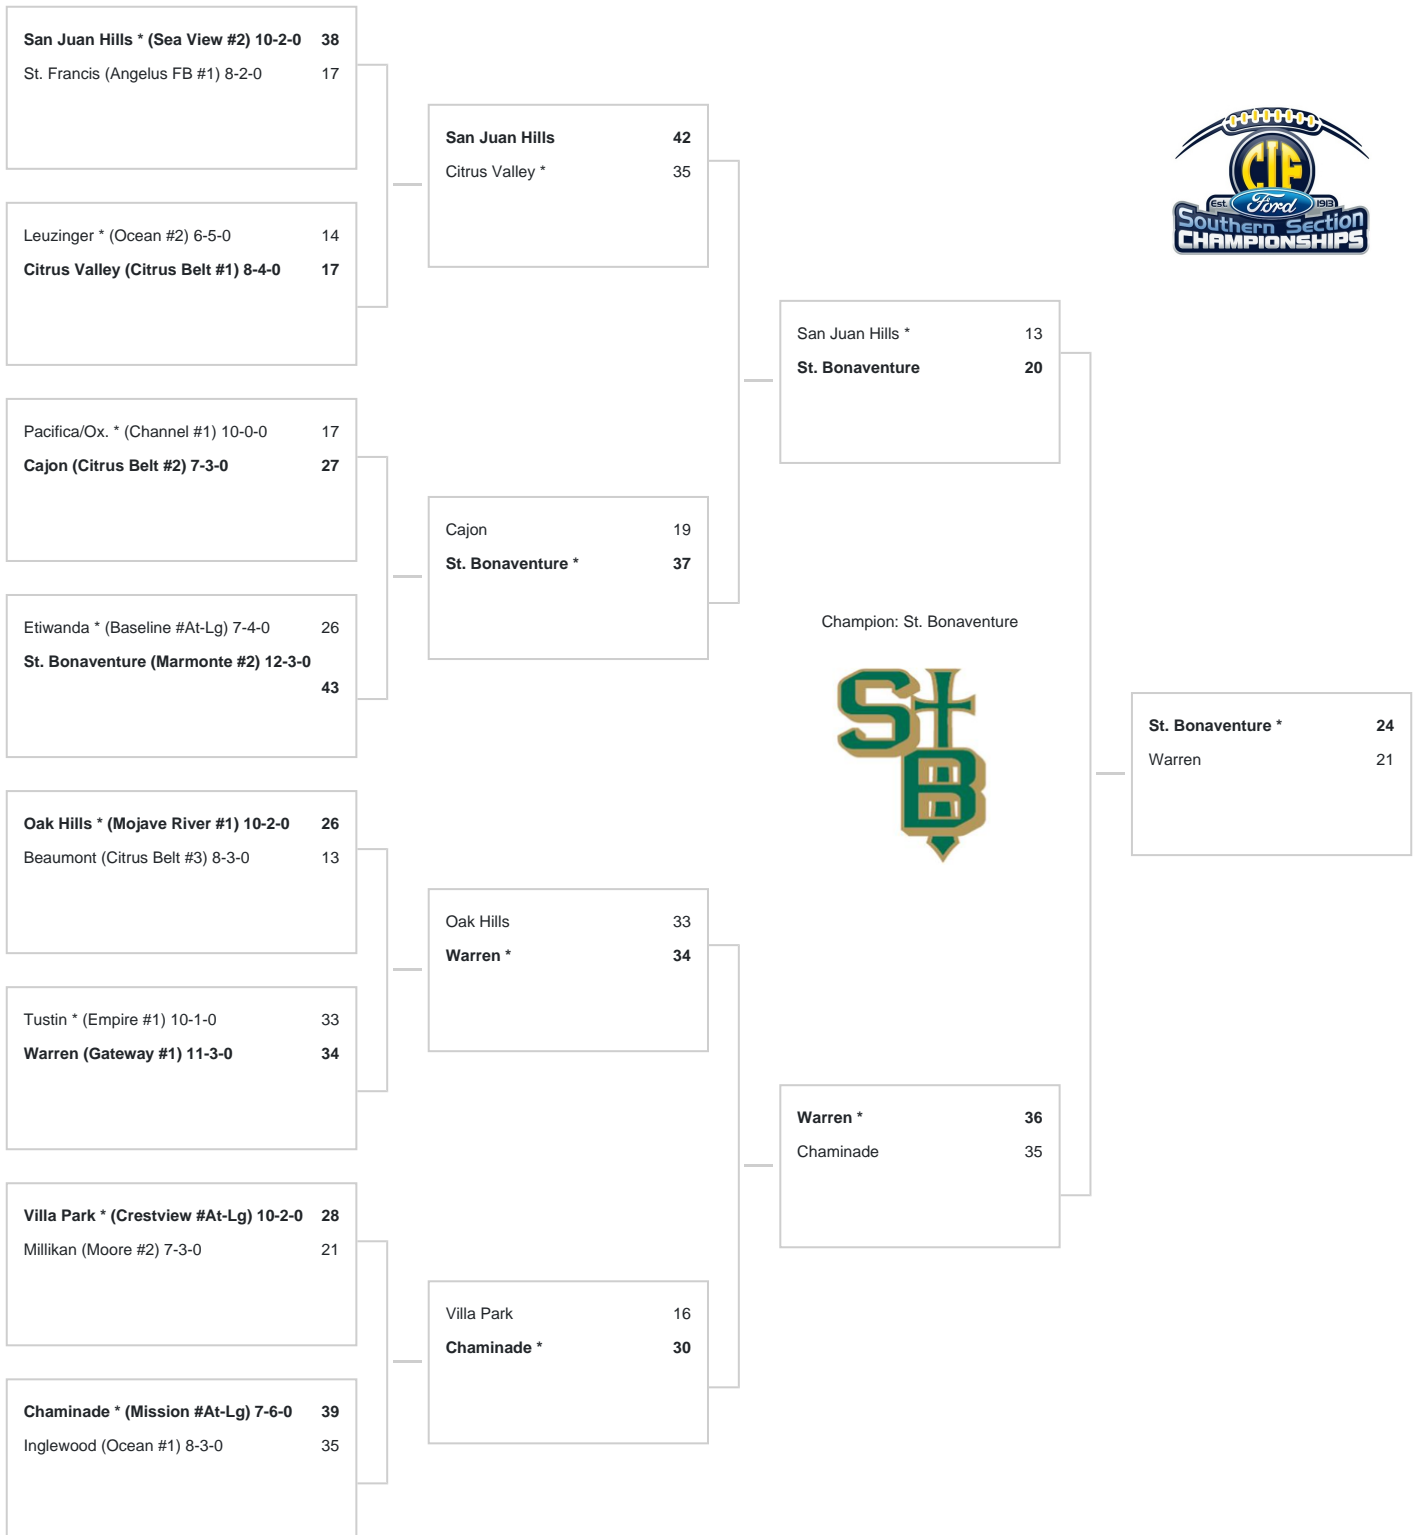 San Juan Hills * (Sea View #2) 10-2-0 38
St. Francis (Angelus FB #1) 8-2-0 17
Leuzinger * (Ocean #2) 6-5-0 14
Citrus Valley (Citrus Belt #1) 8-4-0 17
Pacifica/Ox. * (Channel #1) 10-0-0 17
Cajon (Citrus Belt #2) 7-3-0 27
Etiwanda * (Baseline #At-Lg) 7-4-0 26
St. Bonaventure (Marmonte #2) 12-3-0
43
Oak Hills * (Mojave River #1) 10-2-0 26
Beaumont (Citrus Belt #3) 8-3-0 13
Tustin * (Empire #1) 10-1-0 33
Warren (Gateway #1) 11-3-0 34
Villa Park * (Crestview #At-Lg) 10-2-0 28
Millikan (Moore #2) 7-3-0 21
Chaminade * (Mission #At-Lg) 7-6-0 39
Inglewood (Ocean #1) 8-3-0 35
San Juan Hills 42
Citrus Valley * 35
Cajon 19
St. Bonaventure * 37
Oak Hills 33
Warren * 34
Villa Park 16
Chaminade * 30
San Juan Hills * 13
St. Bonaventure 20
Champion: St. Bonaventure
St
B
Warren * 36
Chaminade 35
CIF
Est. Ford 1913
Southern Section
CHAMPIONSHIPS
St. Bonaventure * 24
Warren 21